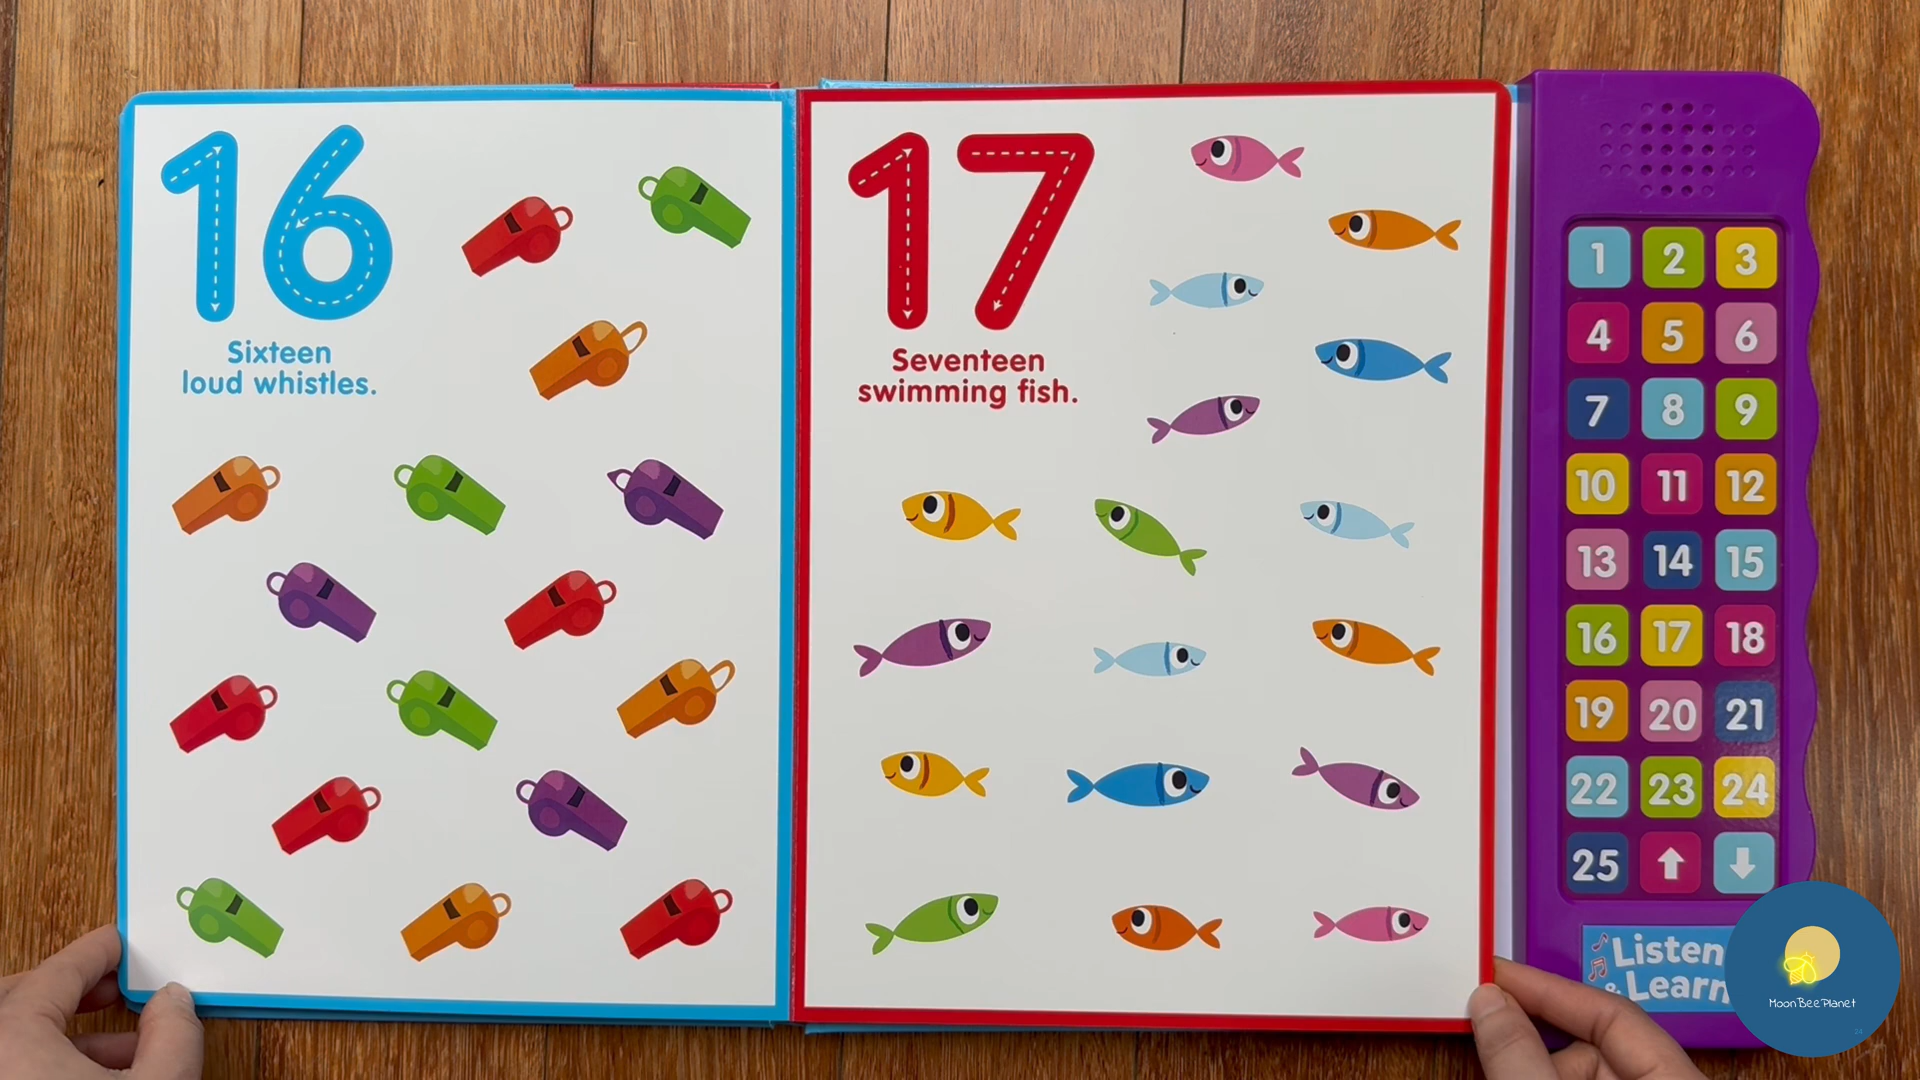 16
Sixteen
loud whistles.
17
Seventeen
swimming fish.
1 2 3
4 5 6
7 8 9
10 11 12
13 14 15
16 17 18
19 20 21
22 23 24
25
Listen
& Learn
MoonBeePlanet